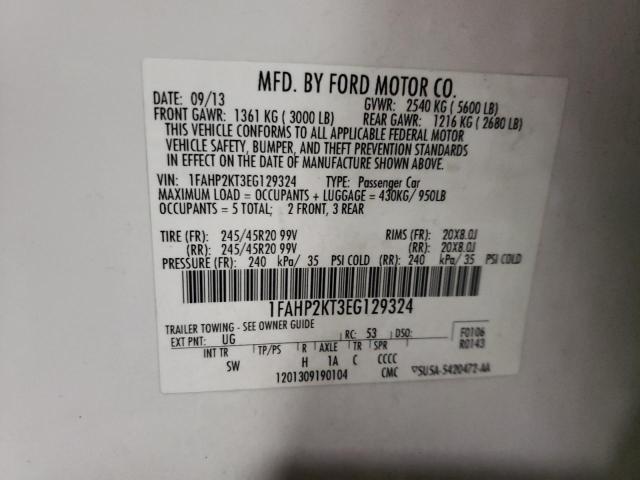 MFD. BY FORD MOTOR CO.
DATE: 09/13 GVWR: 2540 KG ( 5600 LB)
FRONT GAWR: 1361 KG ( 3000 LB) REAR GAWR: 1216 KG ( 2680 LB)
THIS VEHICLE CONFORMS TO ALL APPLICABLE FEDERAL MOTOR
VEHICLE SAFETY, BUMPER, AND THEFT PREVENTION STANDARDS
IN EFFECT ON THE DATE OF MANUFACTURE SHOWN ABOVE.
VIN: 1FAHP2KT3EG129324 TYPE: Passenger Car
MAXIMUM LOAD = OCCUPANTS + LUGGAGE = 430KG/ 950LB
OCCUPANTS = 5 TOTAL; 2 FRONT, 3 REAR
TIRE (FR): 245/45R20 99V RIMS (FR): 20X8.0J
(RR): 245/45R20 99V (RR): 20X8.0J
PRESSURE (FR): 240 kPa/ 35 PSI COLD (RR): 240 kPa/ 35 PSI COLD
1FAHP2KT3EG129324
TRAILER TOWING - SEE OWNER GUIDE
EXT PNT: UG RC: 53 DSO: F0106
INT TR TP/PS R AXLE TR SPR R0143
SW H 1A C CCCC
1201309190104 CMC SU5A-5420472-AA